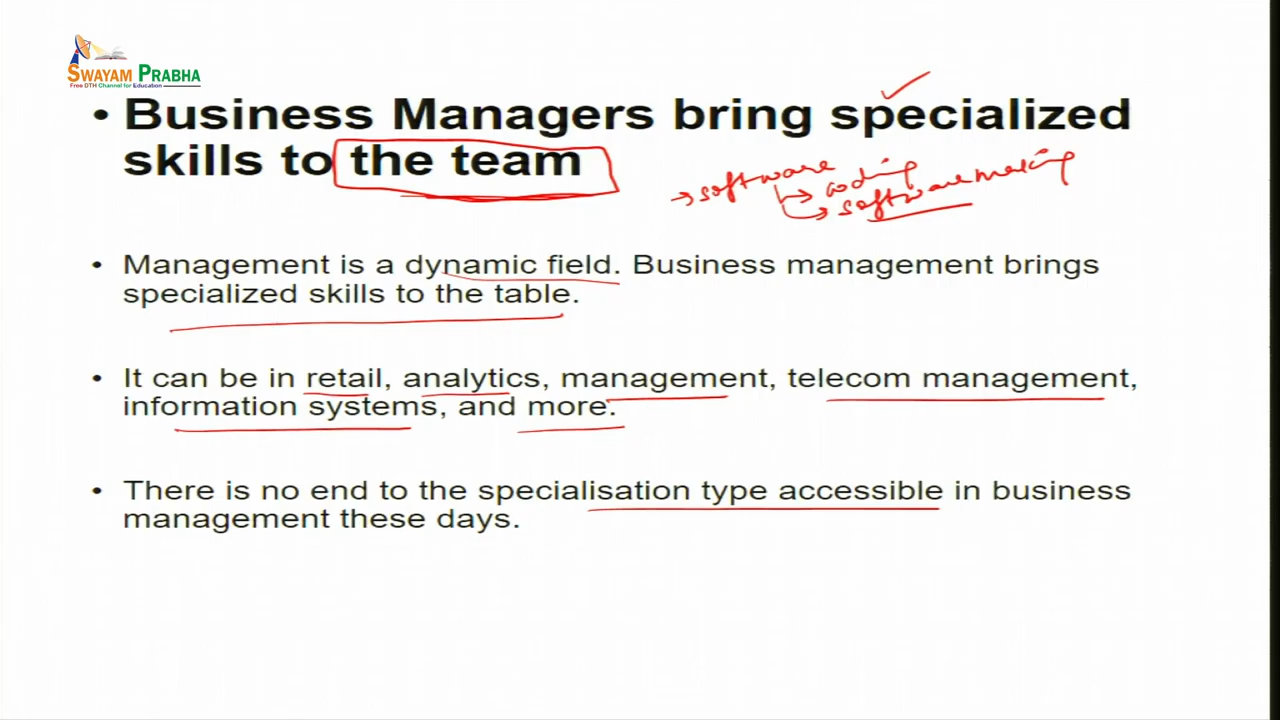 SWAYAM PRABHA
Free DTH Channel for Education
• Business Managers bring specialized
skills to the team
→ software
→ coding
→ software making
• Management is a dynamic field. Business management brings
specialized skills to the table.
• It can be in retail, analytics, management, telecom management,
information systems, and more.
• There is no end to the specialisation type accessible in business
management these days.